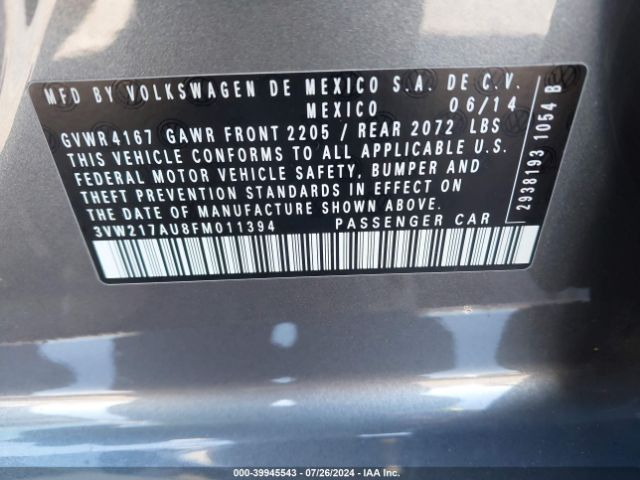 MFD BY VOLKSWAGEN DE MEXICO S.A. DE C.V.
MEXICO 06/14
GVWR 4167 GAWR FRONT 2205 / REAR 2072 LBS
THIS VEHICLE CONFORMS TO ALL APPLICABLE U.S.
FEDERAL MOTOR VEHICLE SAFETY, BUMPER AND
THEFT PREVENTION STANDARDS IN EFFECT ON
THE DATE OF MANUFACTURE SHOWN ABOVE.
3VW217AU8FM011394 PASSENGER CAR
2938193 1054 B
000-39945543 - 07/26/2024 - IAA Inc.